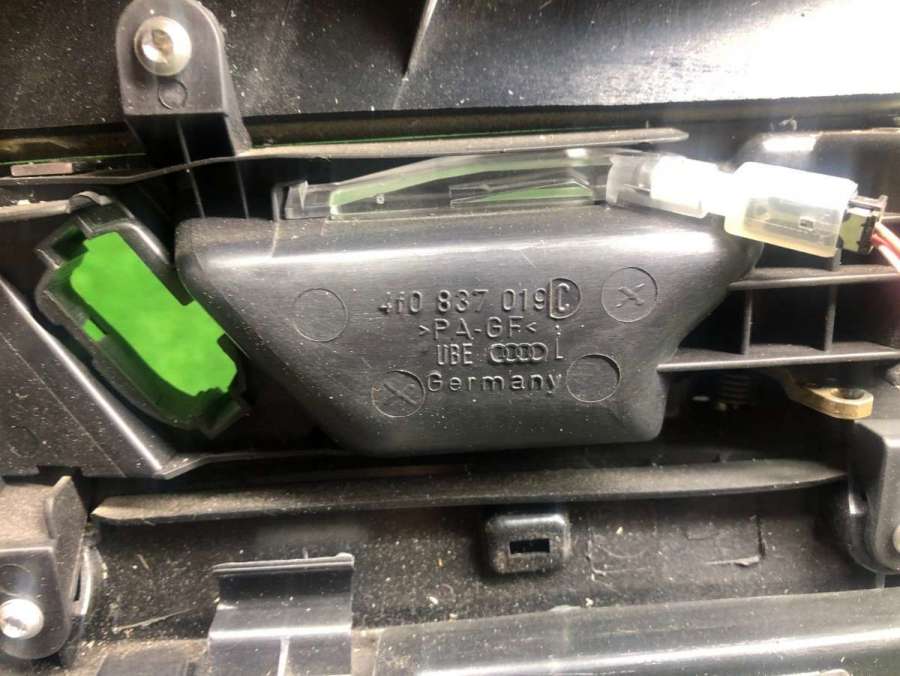 4F0 837 019 C
>PA-GF<
UBE L
Germany